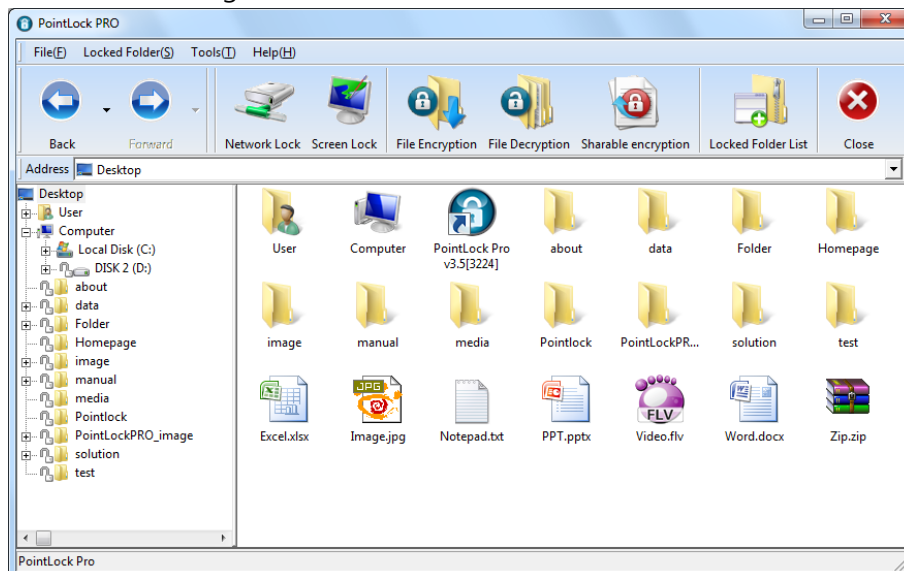 PointLock PRO
File(F) Locked Folder(S) Tools(T) Help(H)
Back Forward Network Lock Screen Lock File Encryption File Decryption Sharable encryption Locked Folder List Close
Address Desktop
Desktop
User
Computer
Local Disk (C:)
DISK 2 (D:)
about
data
Folder
Homepage
image
manual
media
Pointlock
PointLockPRO_image
solution
test
User Computer PointLock Pro about data Folder Homepage
v3.5[3224]
image manual media Pointlock PointLockPR... solution test
JPG
FLV
Excel.xlsx Image.jpg Notepad.txt PPT.pptx Video.flv Word.docx Zip.zip
PointLock Pro